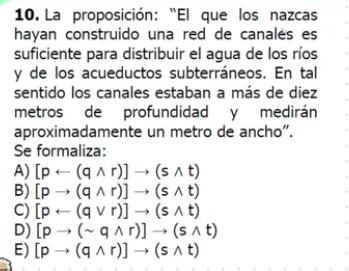 10. La proposición: "El que los nazcas
hayan construido una red de canales es
suficiente para distribuir el agua de los ríos
y de los acueductos subterráneos. En tal
sentido los canales estaban a más de diez
metros de profundidad y medirán
aproximadamente un metro de ancho".
Se formaliza:
A) [p ← (q ∧ r)] → (s ∧ t)
B) [p → (q ∧ r)] → (s ∧ t)
C) [p ← (q ∨ r)] → (s ∧ t)
D) [p → (~ q ∧ r)] → (s ∧ t)
E) [p → (q ∧ r)] → (s ∧ t)